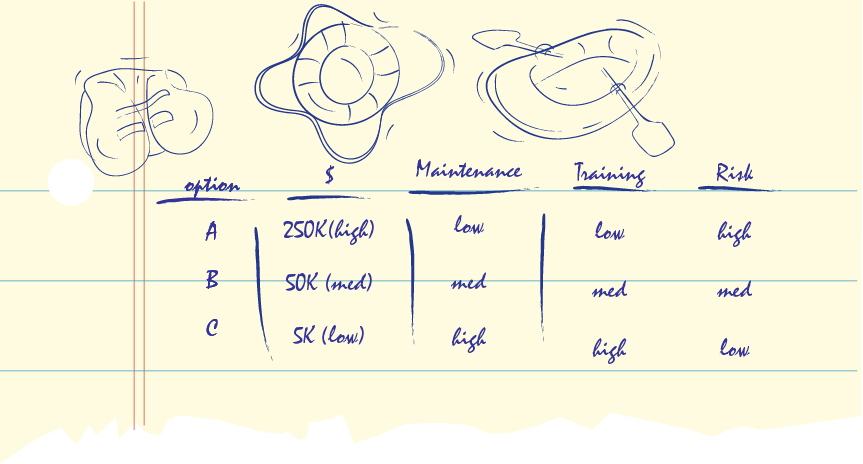 option $ Maintenance Training Risk
A 250K(high) low low high
B 50K (med) med med med
C 5K (low) high high low